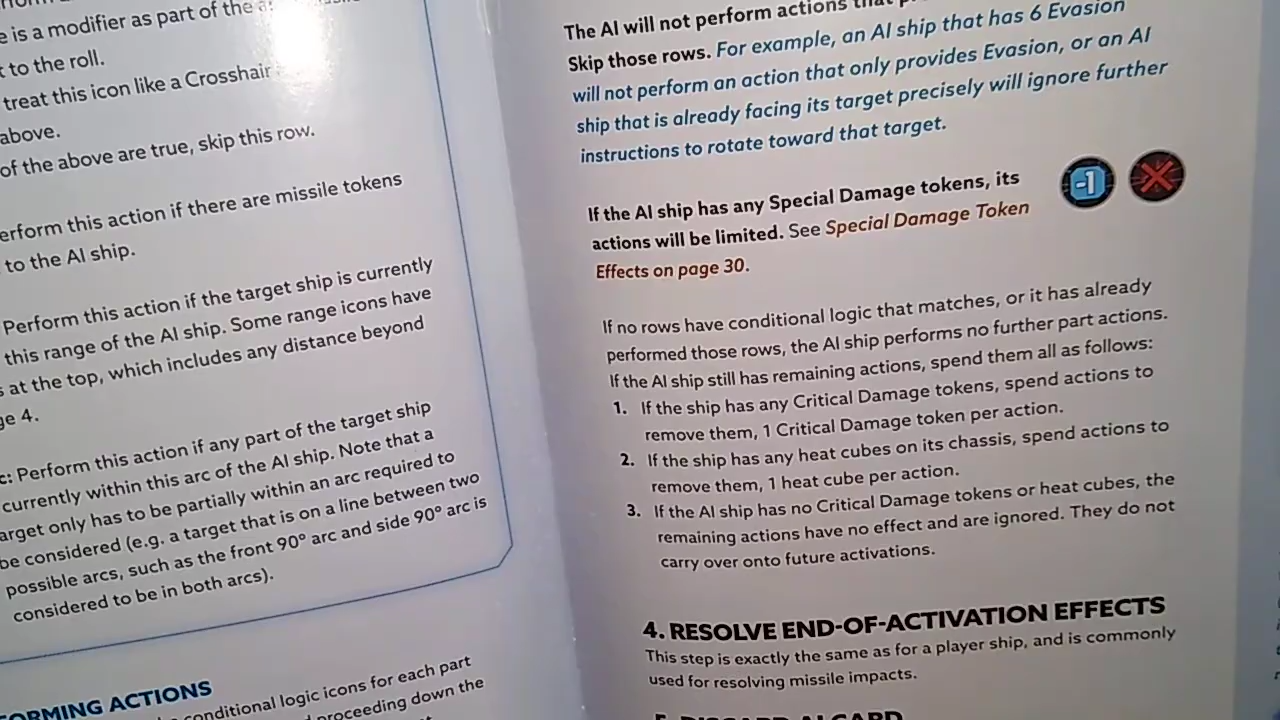 e is a modifier as part of the
t to the roll.
treat this icon like a Crosshair
above.
of the above are true, skip this row.
erform this action if there are missile tokens
to the AI ship.
Perform this action if the target ship is currently
this range of the AI ship. Some range icons have
s at the top, which includes any distance beyond
ge 4.
c: Perform this action if any part of the target ship
currently within this arc of the AI ship. Note that a
arget only has to be partially within an arc required to
be considered (e.g. a target that is on a line between two
possible arcs, such as the front 90° arc and side 90° arc is
considered to be in both arcs).
ORMING ACTIONS
conditional logic icons for each part
proceeding down the
The AI will not perform actions that
Skip those rows. For example, an AI ship that has 6 Evasion
will not perform an action that only provides Evasion, or an AI
ship that is already facing its target precisely will ignore further
instructions to rotate toward that target.
If the AI ship has any Special Damage tokens, its
actions will be limited. See Special Damage Token
Effects on page 30.
-1
If no rows have conditional logic that matches, or it has already
performed those rows, the AI ship performs no further part actions.
If the AI ship still has remaining actions, spend them all as follows:
1. If the ship has any Critical Damage tokens, spend actions to
remove them, 1 Critical Damage token per action.
2. If the ship has any heat cubes on its chassis, spend actions to
remove them, 1 heat cube per action.
3. If the AI ship has no Critical Damage tokens or heat cubes, the
remaining actions have no effect and are ignored. They do not
carry over onto future activations.
4. RESOLVE END-OF-ACTIVATION EFFECTS
This step is exactly the same as for a player ship, and is commonly
used for resolving missile impacts.
5. DISCARD AI CARD